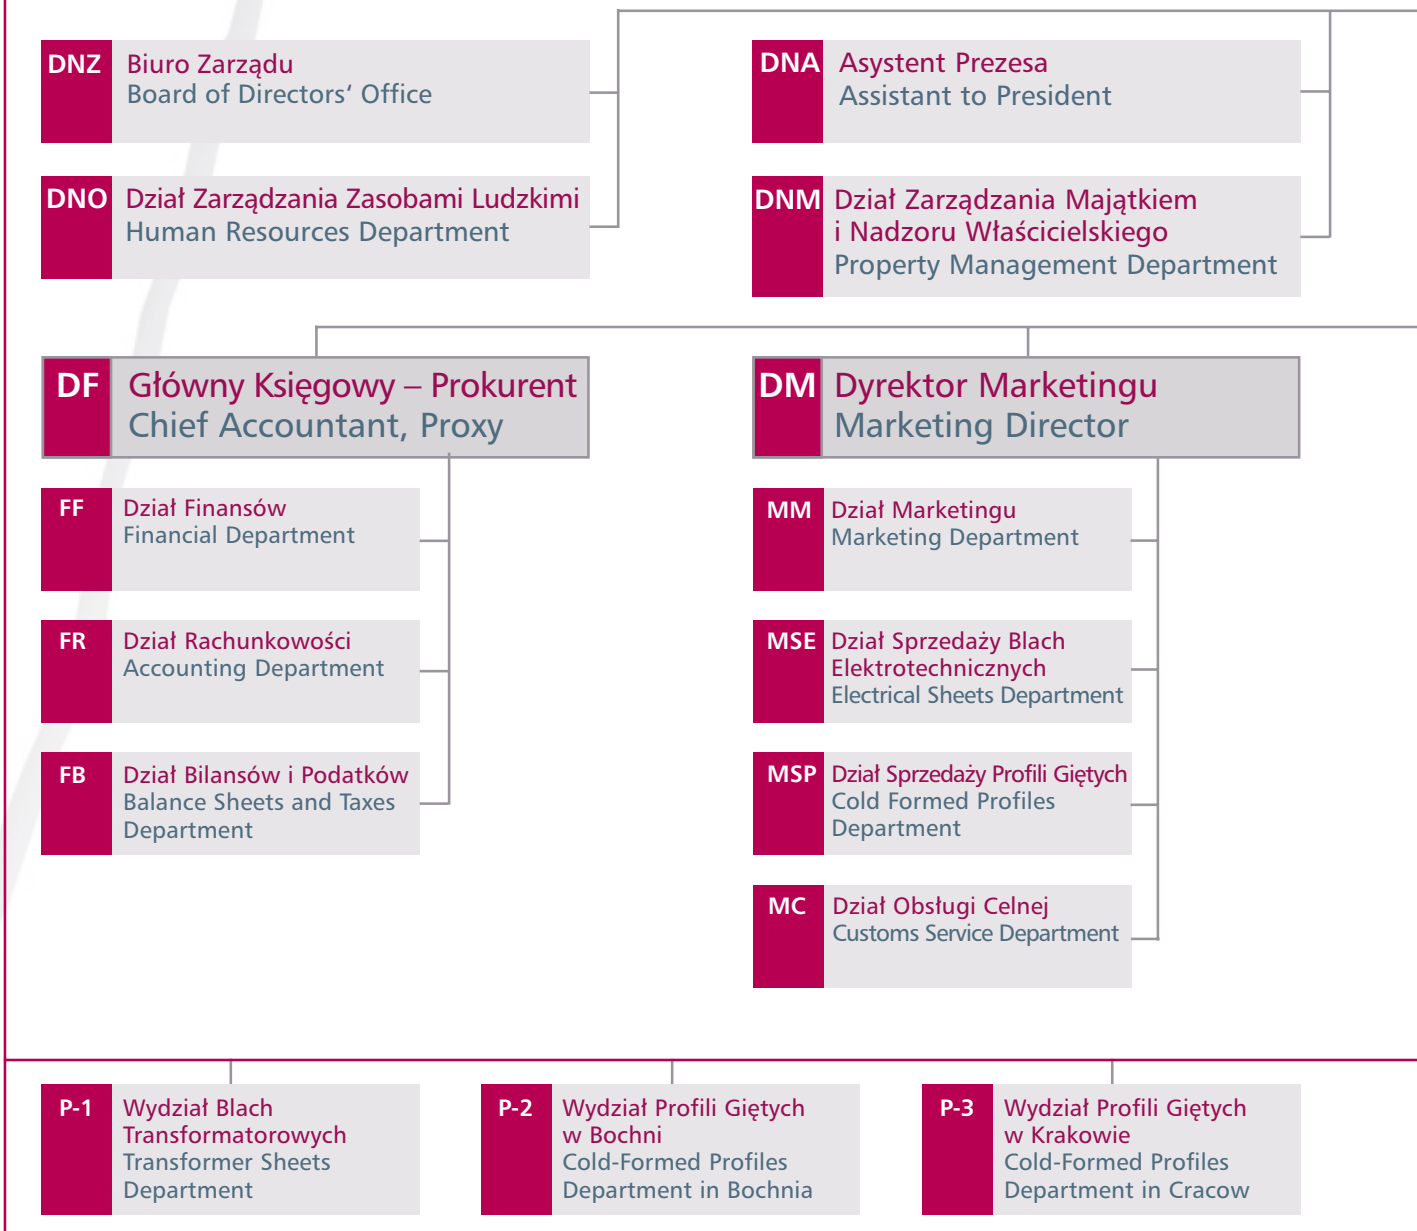 DNZ
Biuro Zarządu
Board of Directors‘ Office
DNA
Asystent Prezesa
Assistant to President
DNO
Dział Zarządzania Zasobami Ludzkimi
Human Resources Department
DNM
Dział Zarządzania Majątkiem
i Nadzoru Właścicielskiego
Property Management Department
DF
Główny Księgowy – Prokurent
Chief Accountant, Proxy
DM
Dyrektor Marketingu
Marketing Director
FF
Dział Finansów
Financial Department
FR
Dział Rachunkowości
Accounting Department
FB
Dział Bilansów i Podatków
Balance Sheets and Taxes
Department
MM
Dział Marketingu
Marketing Department
MSE
Dział Sprzedaży Blach
Elektrotechnicznych
Electrical Sheets Department
MSP
Dział Sprzedaży Profili Giętych
Cold Formed Profiles
Department
MC
Dział Obsługi Celnej
Customs Service Department
P-1
Wydział Blach
Transformatorowych
Transformer Sheets
Department
P-2
Wydział Profili Giętych
w Bochni
Cold-Formed Profiles
Department in Bochnia
P-3
Wydział Profili Giętych
w Krakowie
Cold-Formed Profiles
Department in Cracow